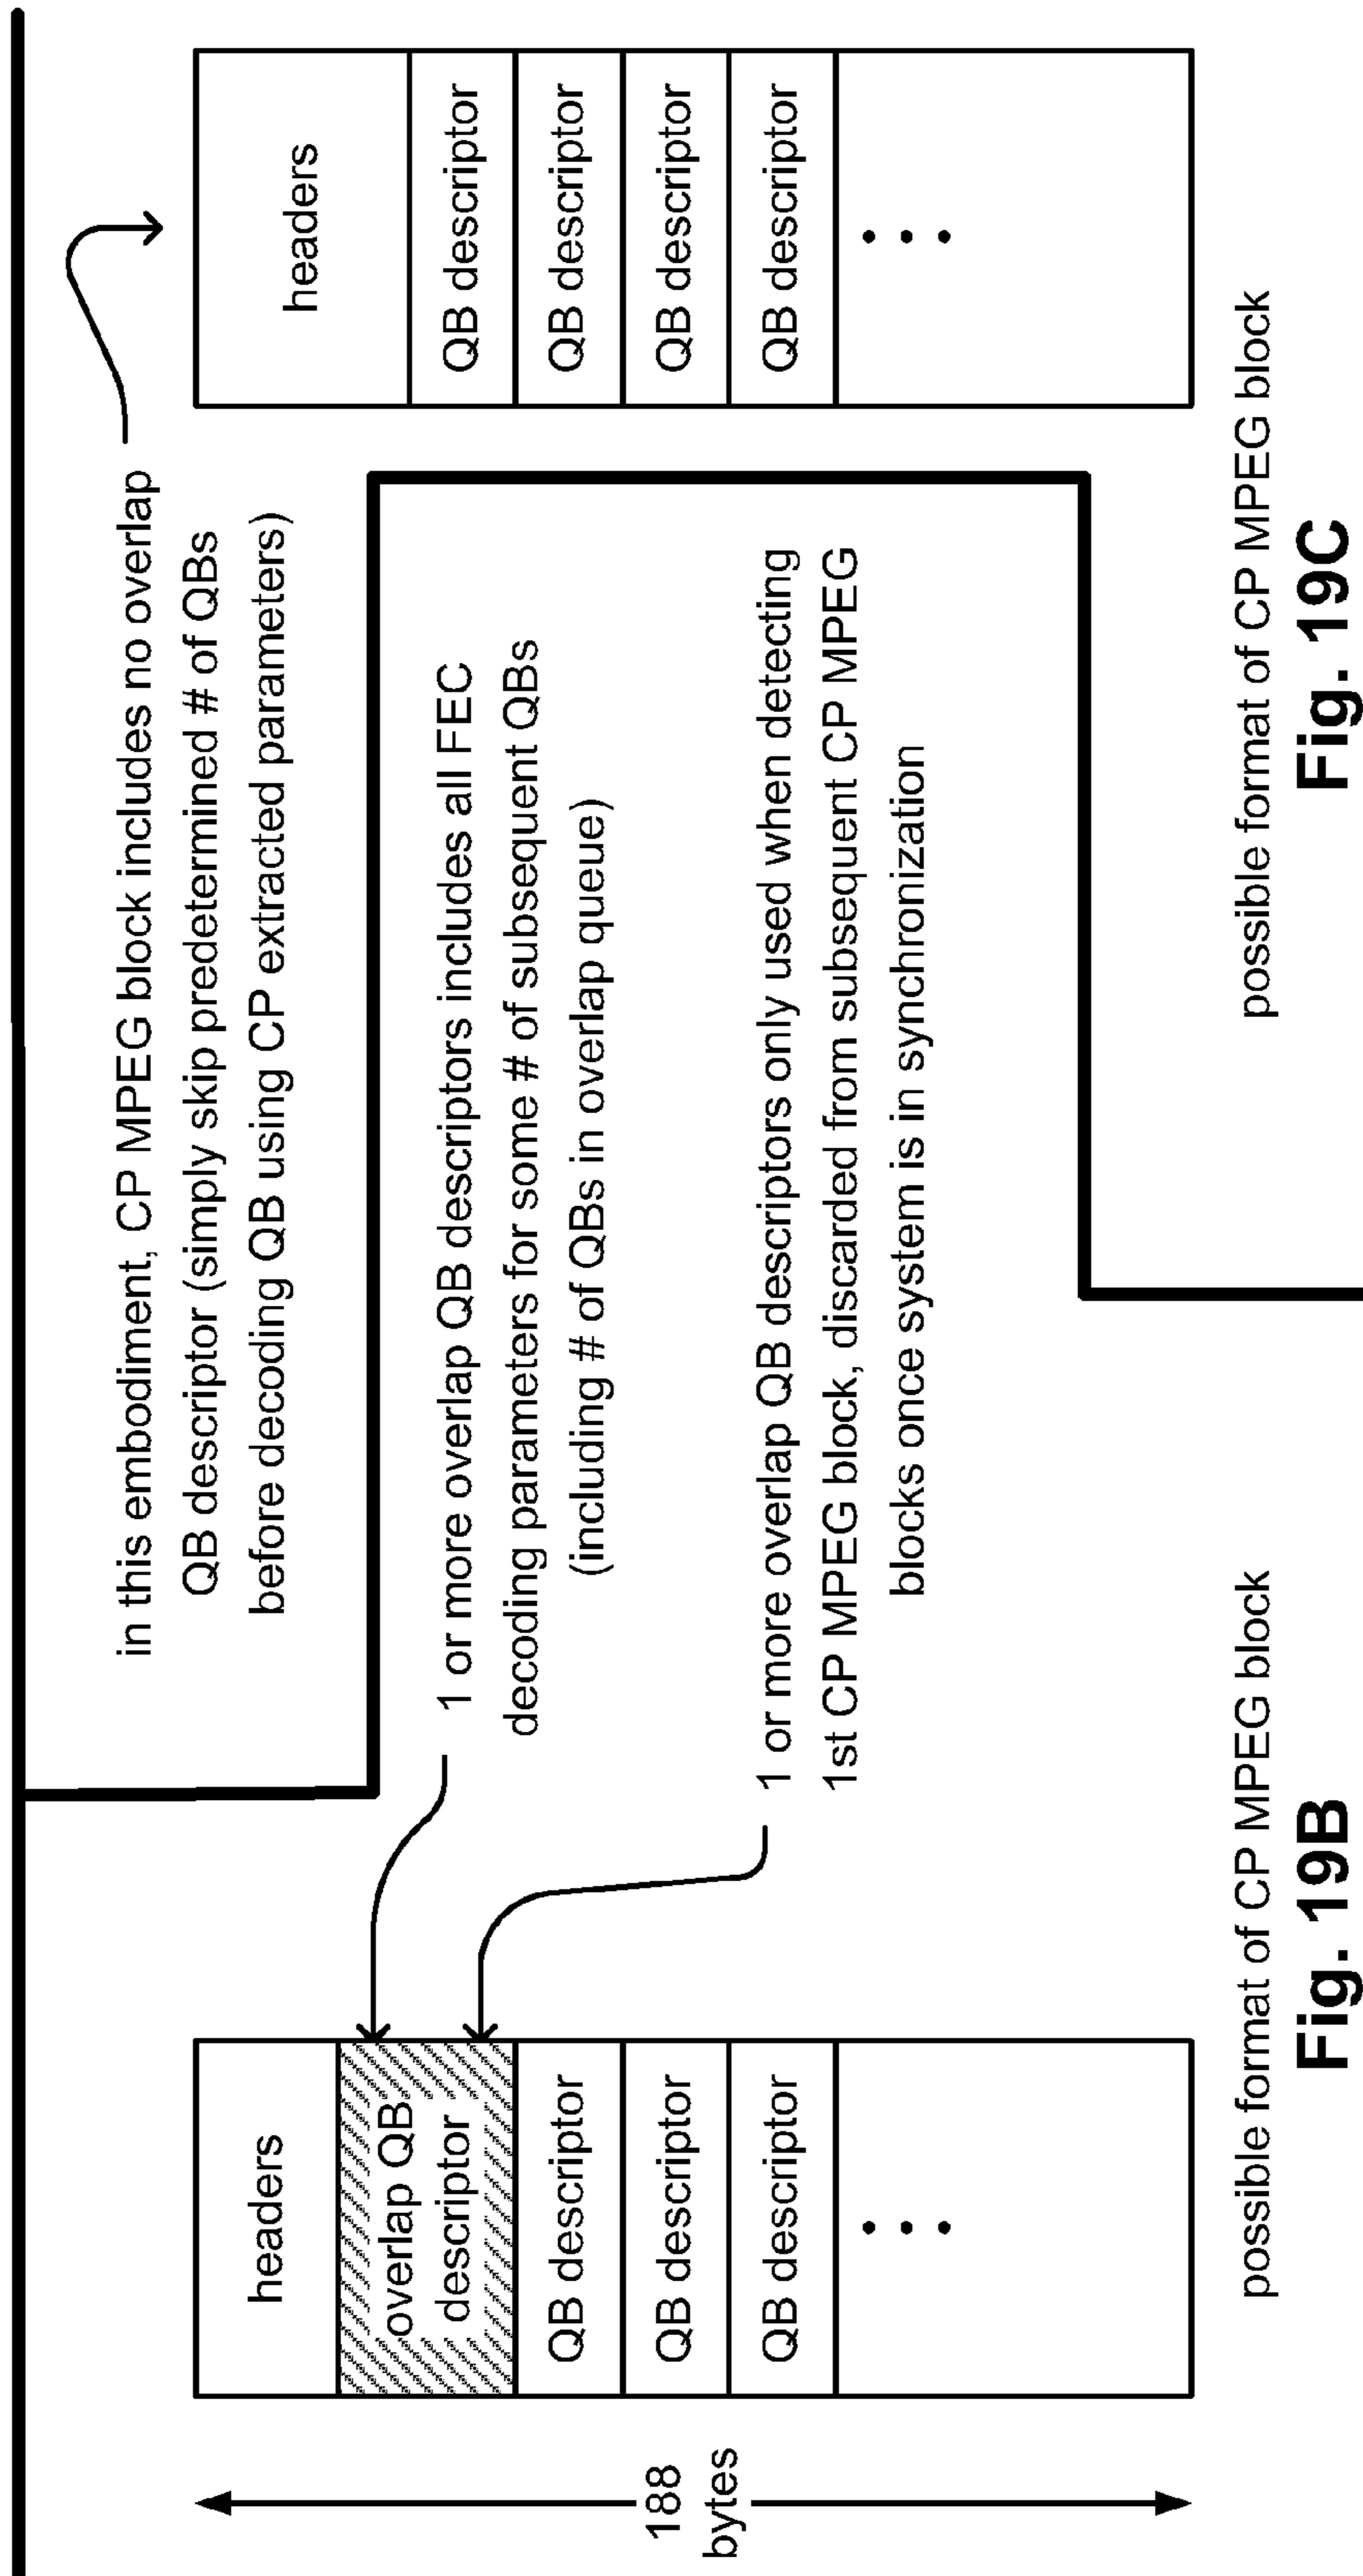 188
bytes
headers
overlap QB
descriptor
QB descriptor
QB descriptor
QB descriptor
1 or more overlap QB descriptors includes all FEC
decoding parameters for some # of subsequent QBs
(including # of QBs in overlap queue)
1 or more overlap QB descriptors only used when detecting
1st CP MPEG block, discarded from subsequent CP MPEG
blocks once system is in synchronization
possible format of CP MPEG block
Fig. 19B
in this embodiment, CP MPEG block includes no overlap
QB descriptor (simply skip predetermined # of QBs
before decoding QB using CP extracted parameters)
headers
QB descriptor
QB descriptor
QB descriptor
QB descriptor
possible format of CP MPEG block
Fig. 19C